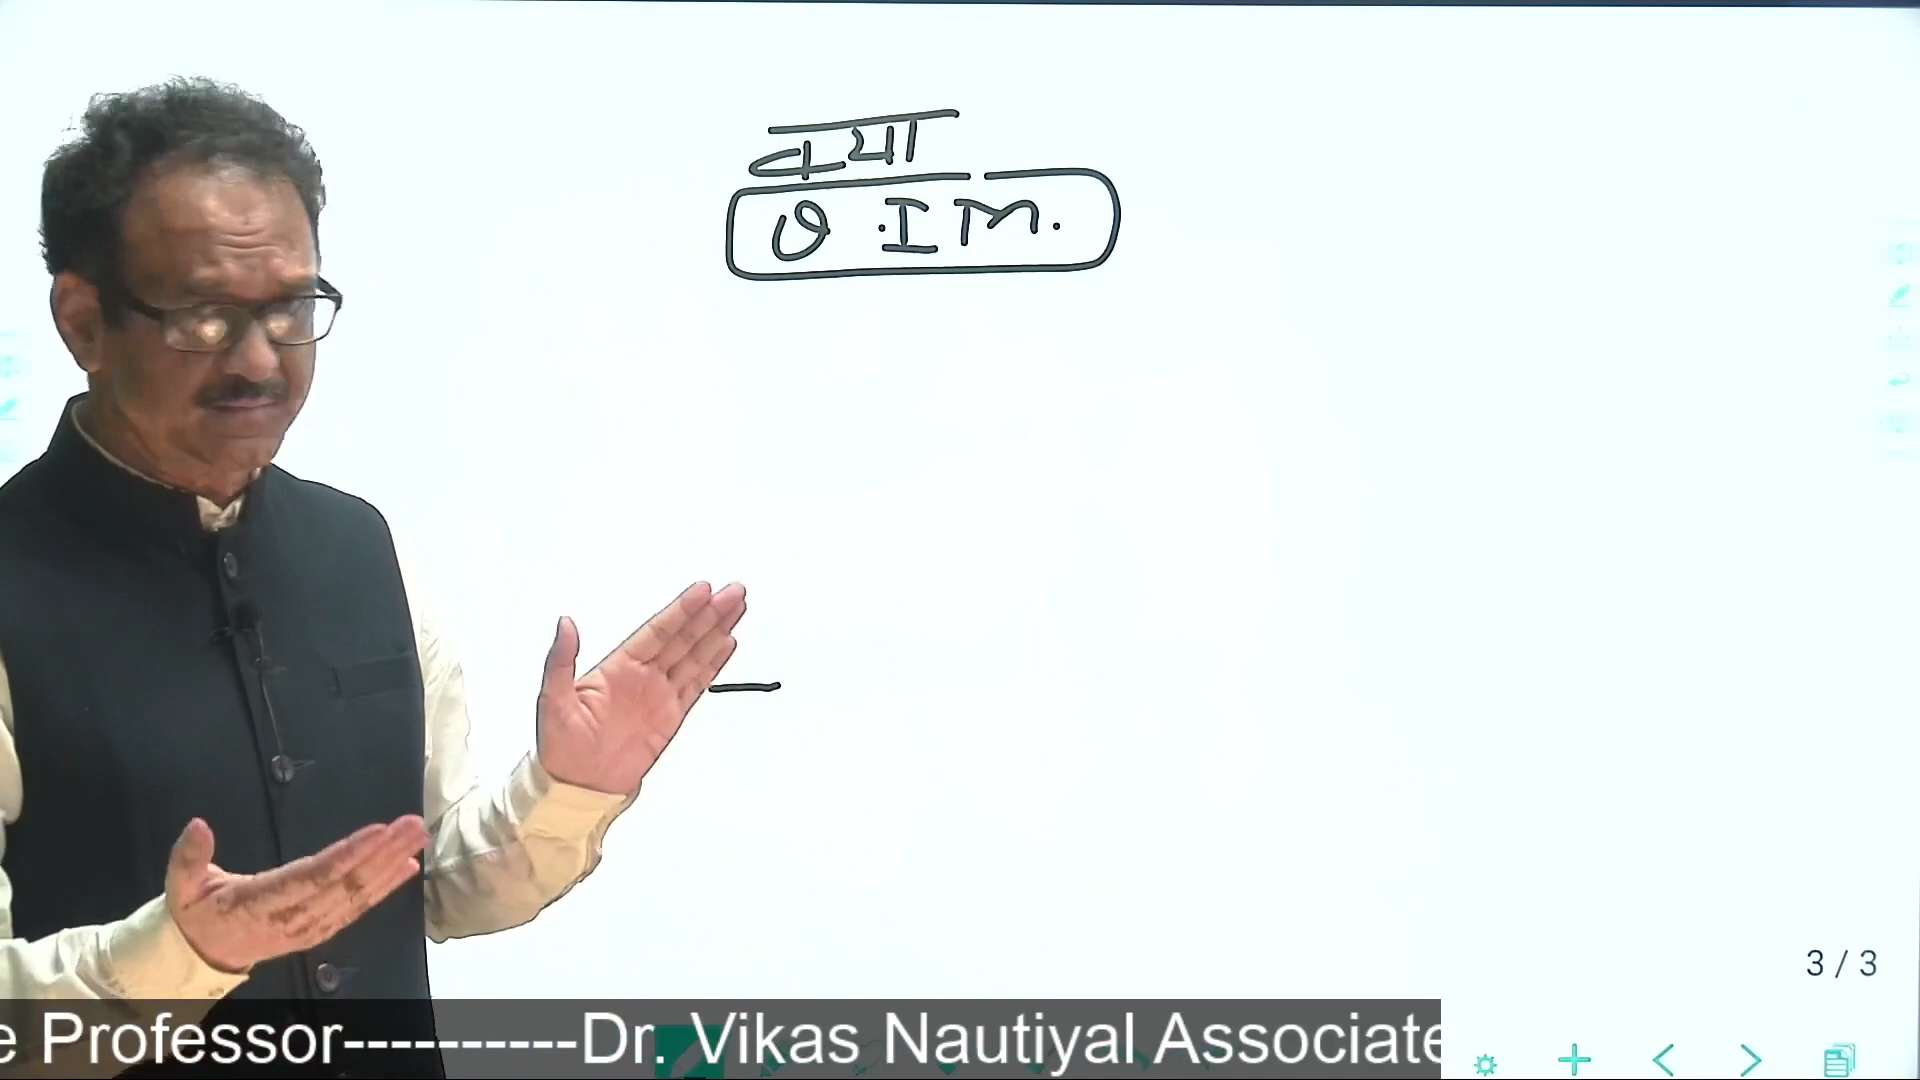 क्या
O.I M.
3 / 3
e Professor----------Dr. Vikas Nautiyal Associate